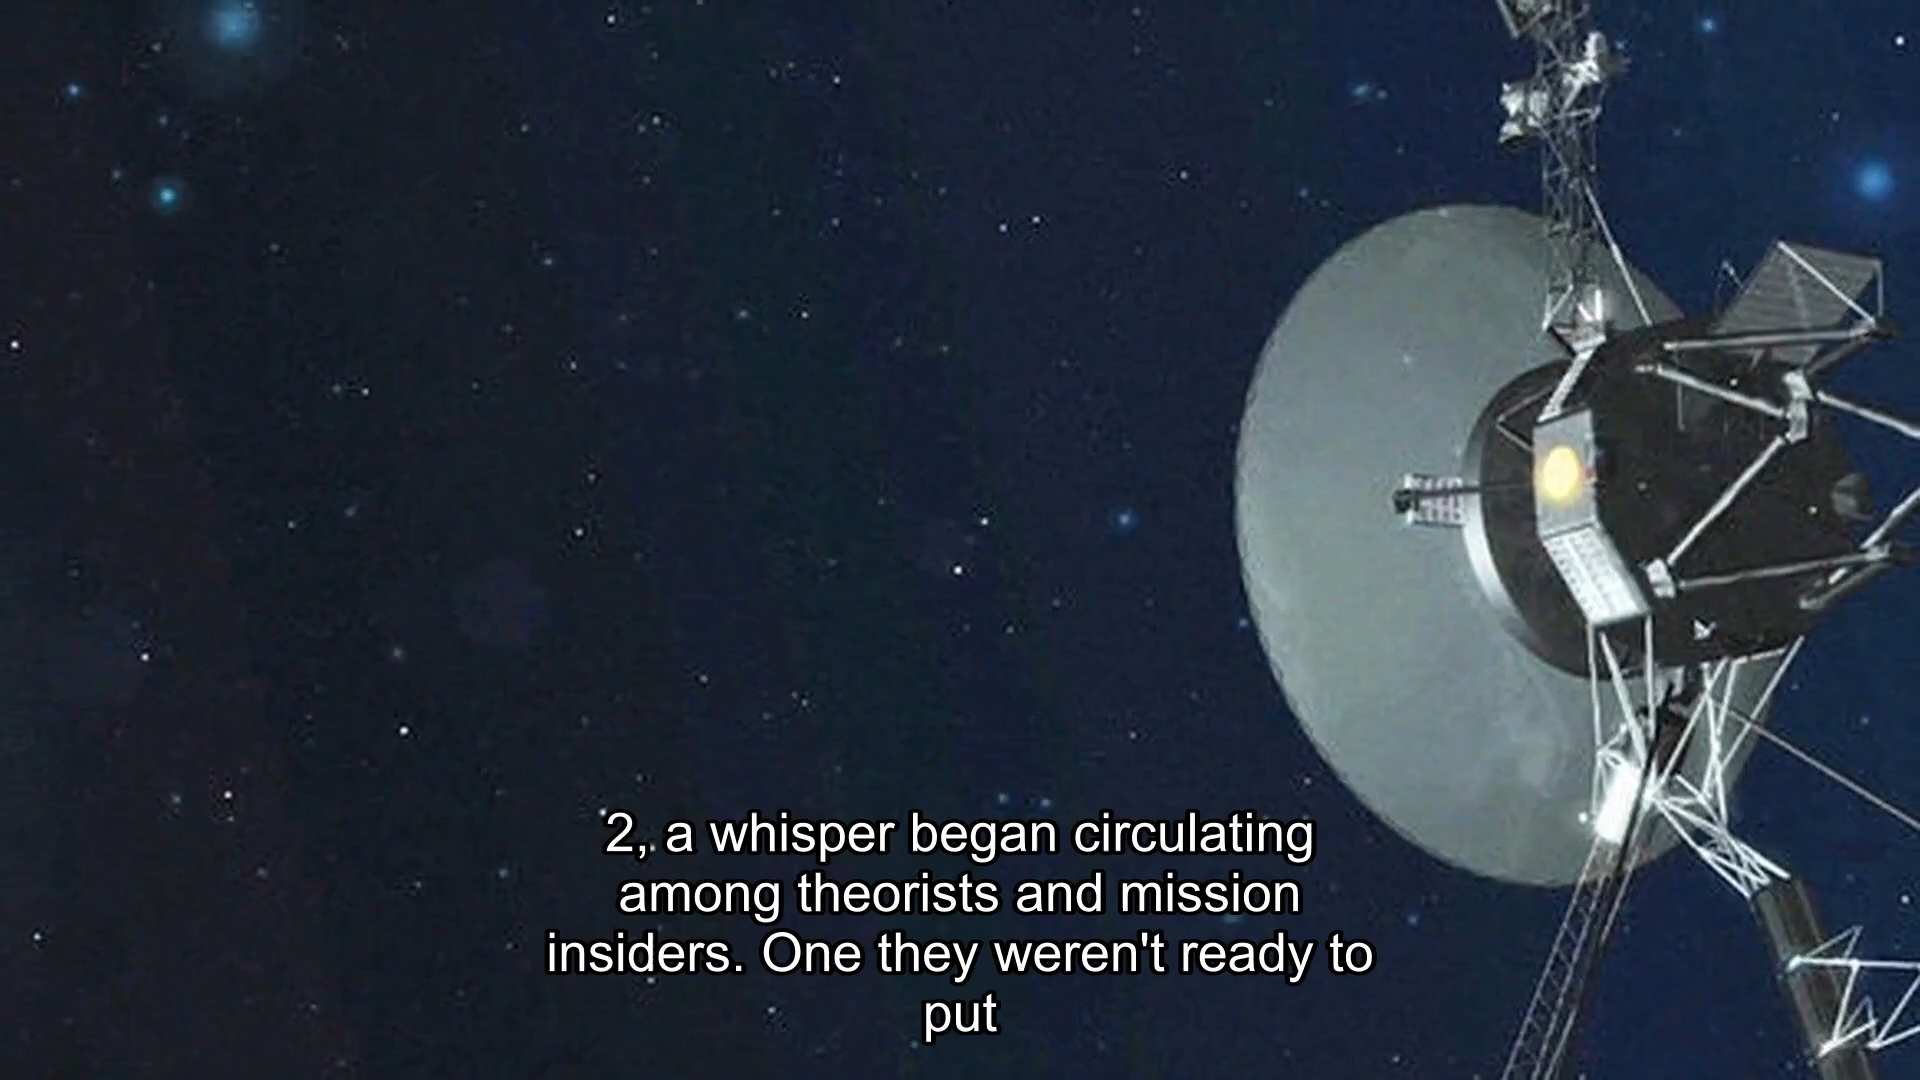 2, a whisper began circulating
among theorists and mission
insiders. One they weren't ready to
put